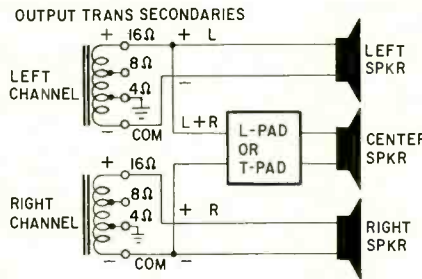 OUTPUT TRANS SECONDARIES
+ 16Ω + L
8Ω
LEFT
CHANNEL
4Ω
-
LEFT
SPKR
- COM
L+R
L-PAD
OR
T-PAD
CENTER
SPKR
+ 16Ω
8Ω
RIGHT
CHANNEL
4Ω
+ R
RIGHT
SPKR
- COM -